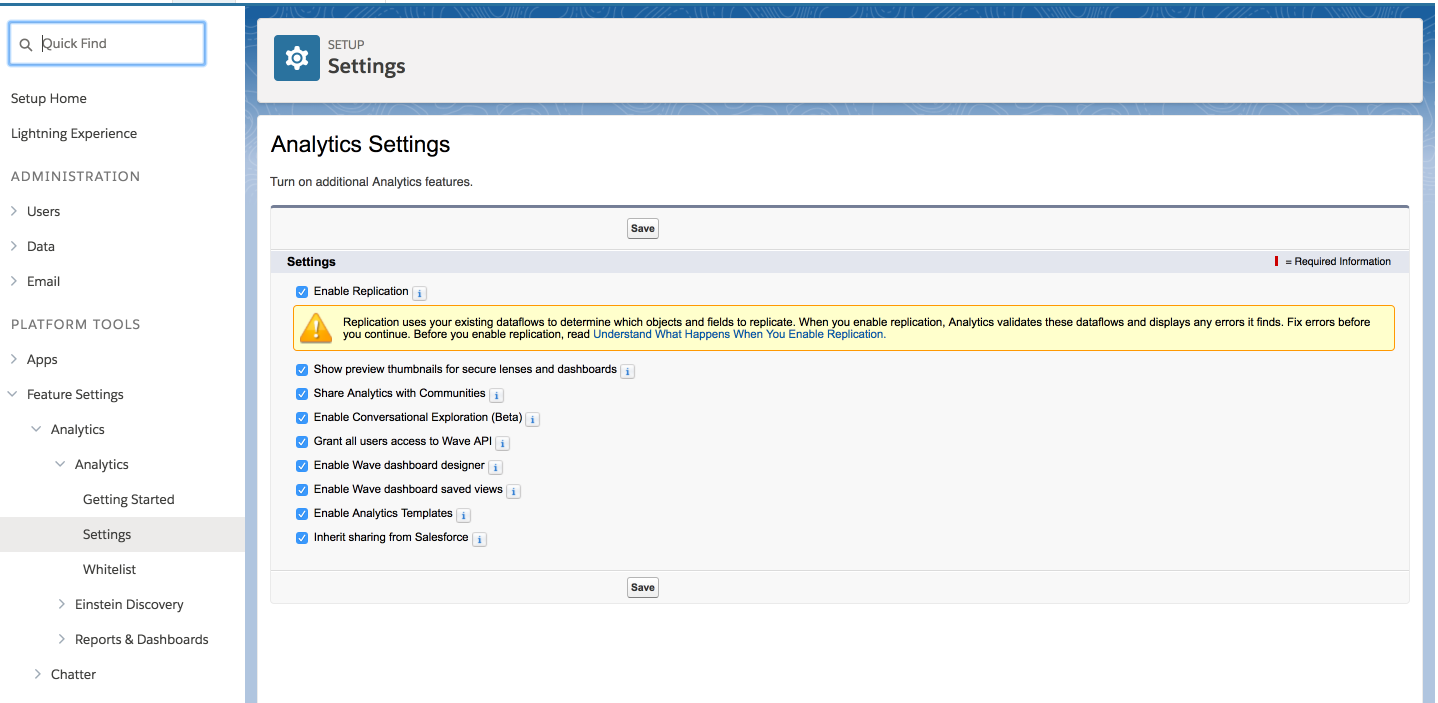 Quick Find
Setup Home
Lightning Experience
ADMINISTRATION
Users
Data
Email
PLATFORM TOOLS
Apps
Feature Settings
Analytics
Analytics
Getting Started
Settings
Whitelist
Einstein Discovery
Reports & Dashboards
Chatter
SETUP
Settings
Analytics Settings
Turn on additional Analytics features.
Save
Settings
= Required Information
Enable Replication i
Replication uses your existing dataflows to determine which objects and fields to replicate. When you enable replication, Analytics validates these dataflows and displays any errors it finds. Fix errors before
you continue. Before you enable replication, read Understand What Happens When You Enable Replication.
Show preview thumbnails for secure lenses and dashboards i
Share Analytics with Communities i
Enable Conversational Exploration (Beta) i
Grant all users access to Wave API i
Enable Wave dashboard designer i
Enable Wave dashboard saved views i
Enable Analytics Templates i
Inherit sharing from Salesforce i
Save